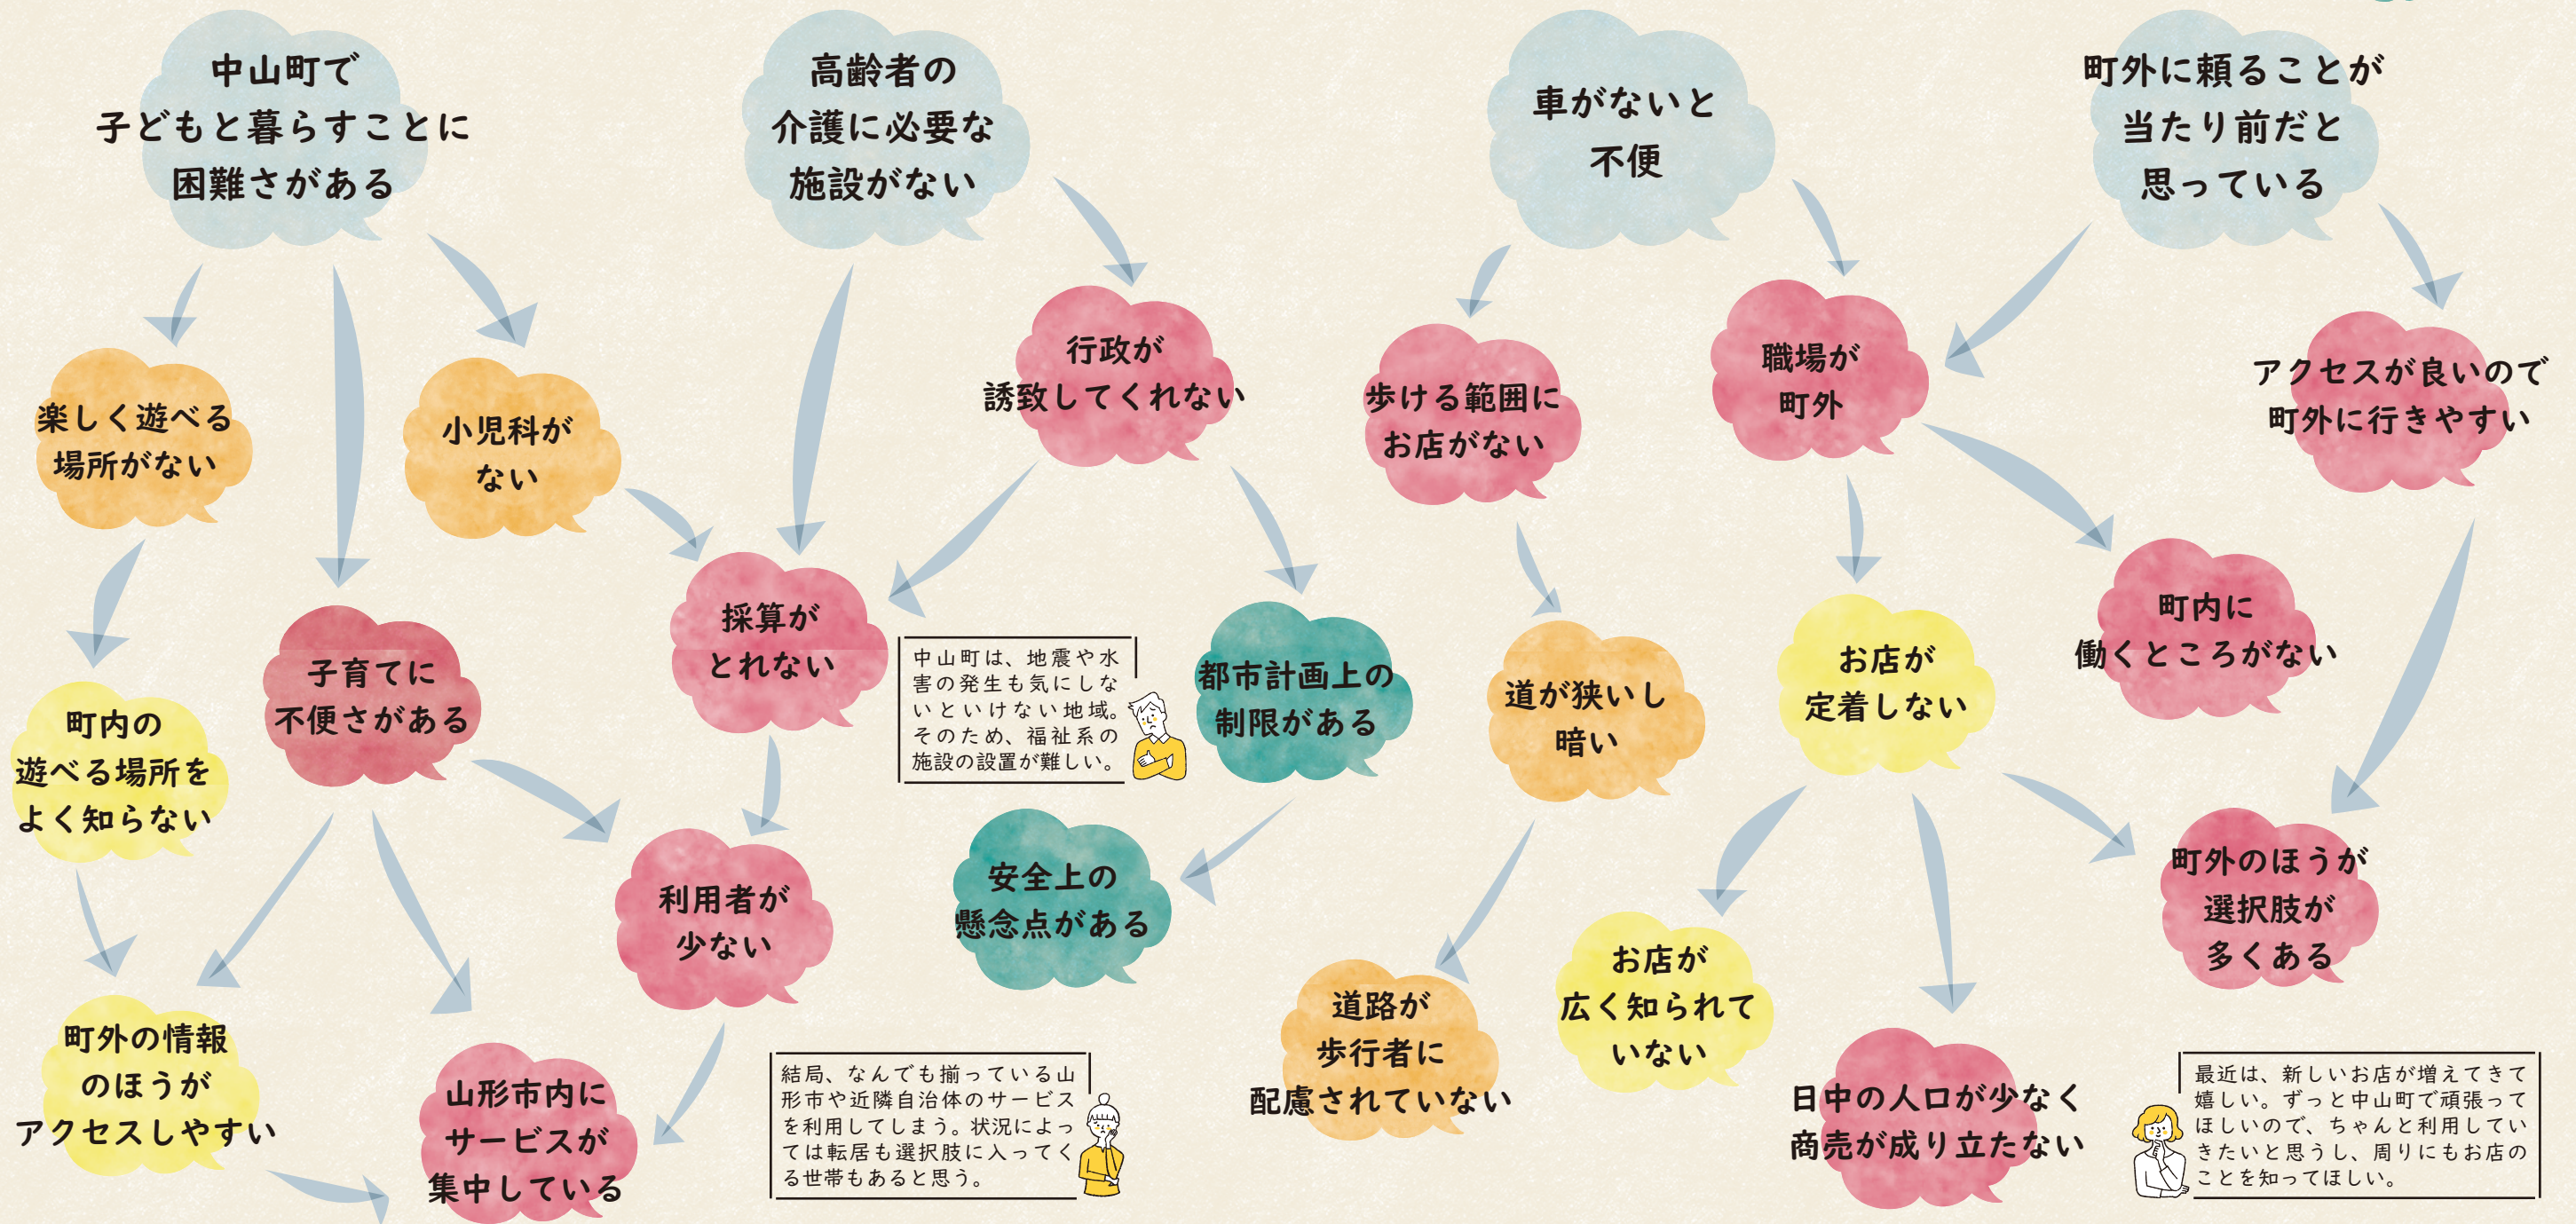 中山町で
子どもと暮らすことに
困難さがある
高齢者の
介護に必要な
施設がない
車がないと
不便
町外に頼ることが
当たり前だと
思っている
楽しく遊べる
場所がない
小児科が
ない
行政が
誘致してくれない
歩ける範囲に
お店がない
職場が
町外
アクセスが良いので
町外に行きやすい
町内の
遊べる場所を
よく知らない
子育てに
不便さがある
採算が
とれない
中山町は、地震や水
害の発生も気にしな
いといけない地域。
そのため、福祉系の
施設の設置が難しい。
都市計画上の
制限がある
道が狭いし
暗い
お店が
定着しない
町内に
働くところがない
利用者が
少ない
安全上の
懸念点がある
町外のほうが
選択肢が
多くある
町外の情報
のほうが
アクセスしやすい
山形市内に
サービスが
集中している
結局、なんでも揃っている山
形市や近隣自治体のサービス
を利用してしまう。状況によっ
ては転居も選択肢に入ってく
る世帯もあると思う。
道路が
歩行者に
配慮されていない
お店が
広く知られて
いない
日中の人口が少なく
商売が成り立たない
最近は、新しいお店が増えてきて
嬉しい。ずっと中山町で頑張って
ほしいので、ちゃんと利用してい
きたいと思うし、周りにもお店の
ことを知ってほしい。